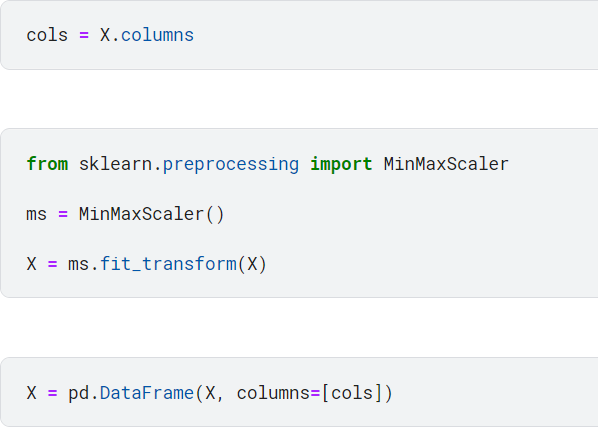 cols = X.columns
from sklearn.preprocessing import MinMaxScaler
ms = MinMaxScaler()
X = ms.fit_transform(X)
X = pd.DataFrame(X, columns=[cols])